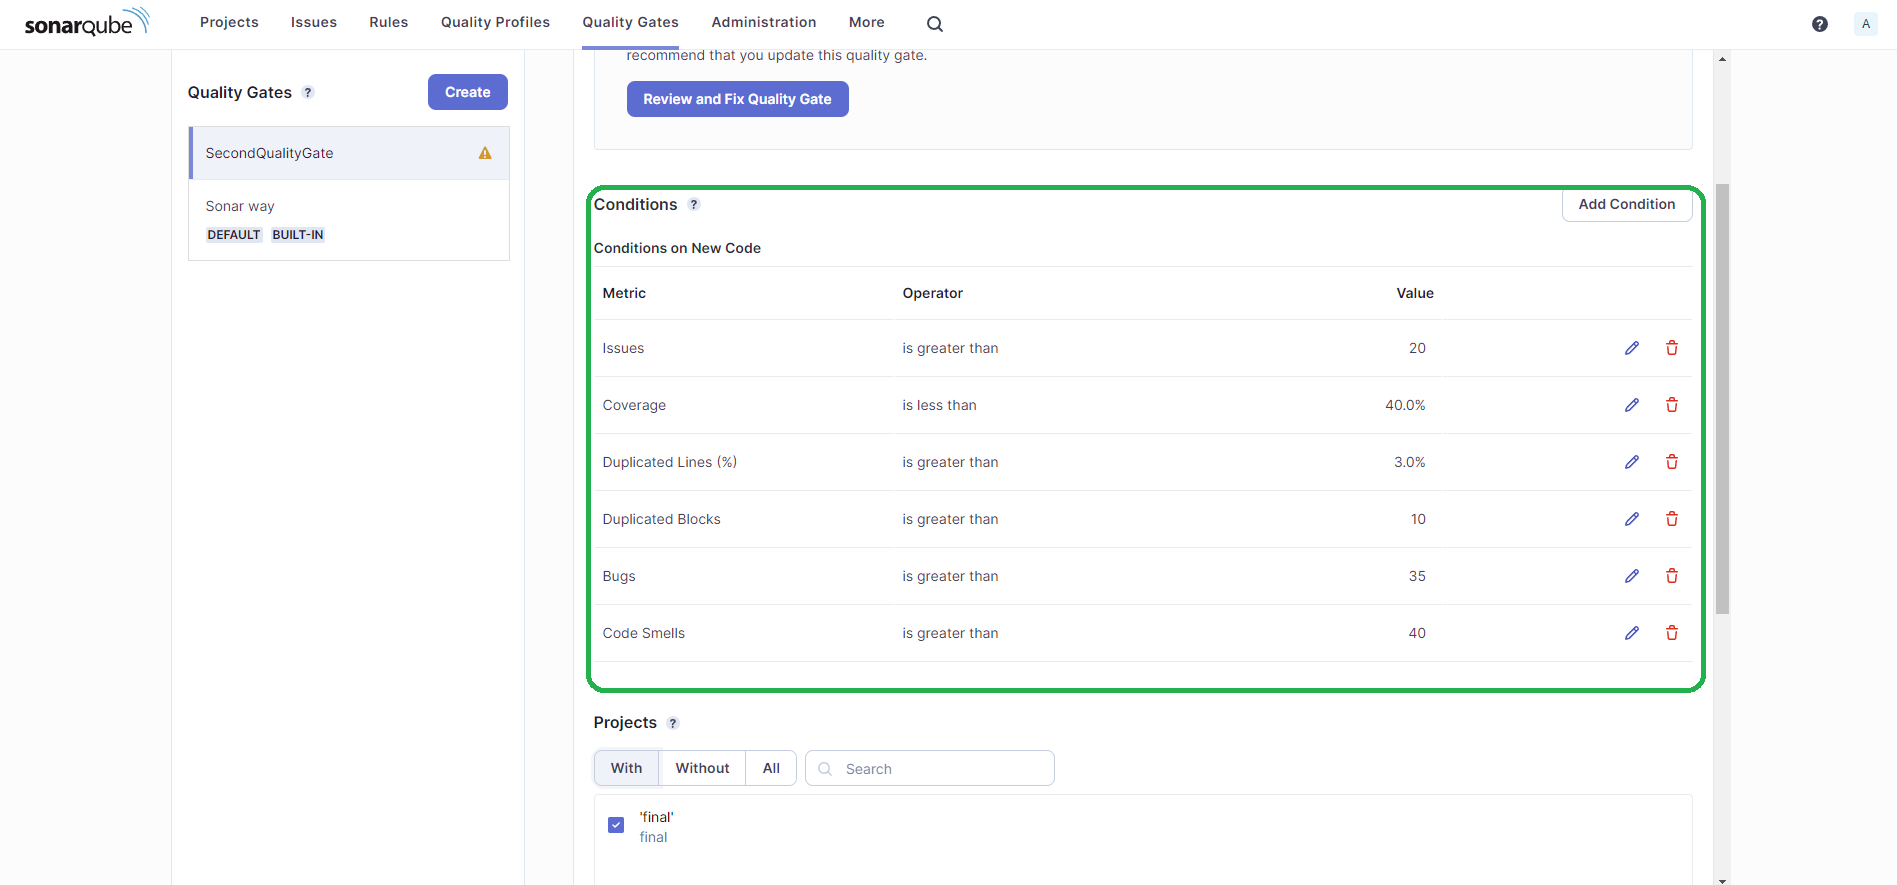 sonarqube Projects Issues Rules Quality Profiles Quality Gates Administration More ? A
Quality Gates ? Create
SecondQualityGate
Sonar way
DEFAULT BUILT-IN
recommend that you update this quality gate.
Review and Fix Quality Gate
Conditions ? Add Condition
Conditions on New Code
Metric Operator Value
Issues is greater than 20
Coverage is less than 40.0%
Duplicated Lines (%) is greater than 3.0%
Duplicated Blocks is greater than 10
Bugs is greater than 35
Code Smells is greater than 40
Projects ?
With Without All Search
'final'
final